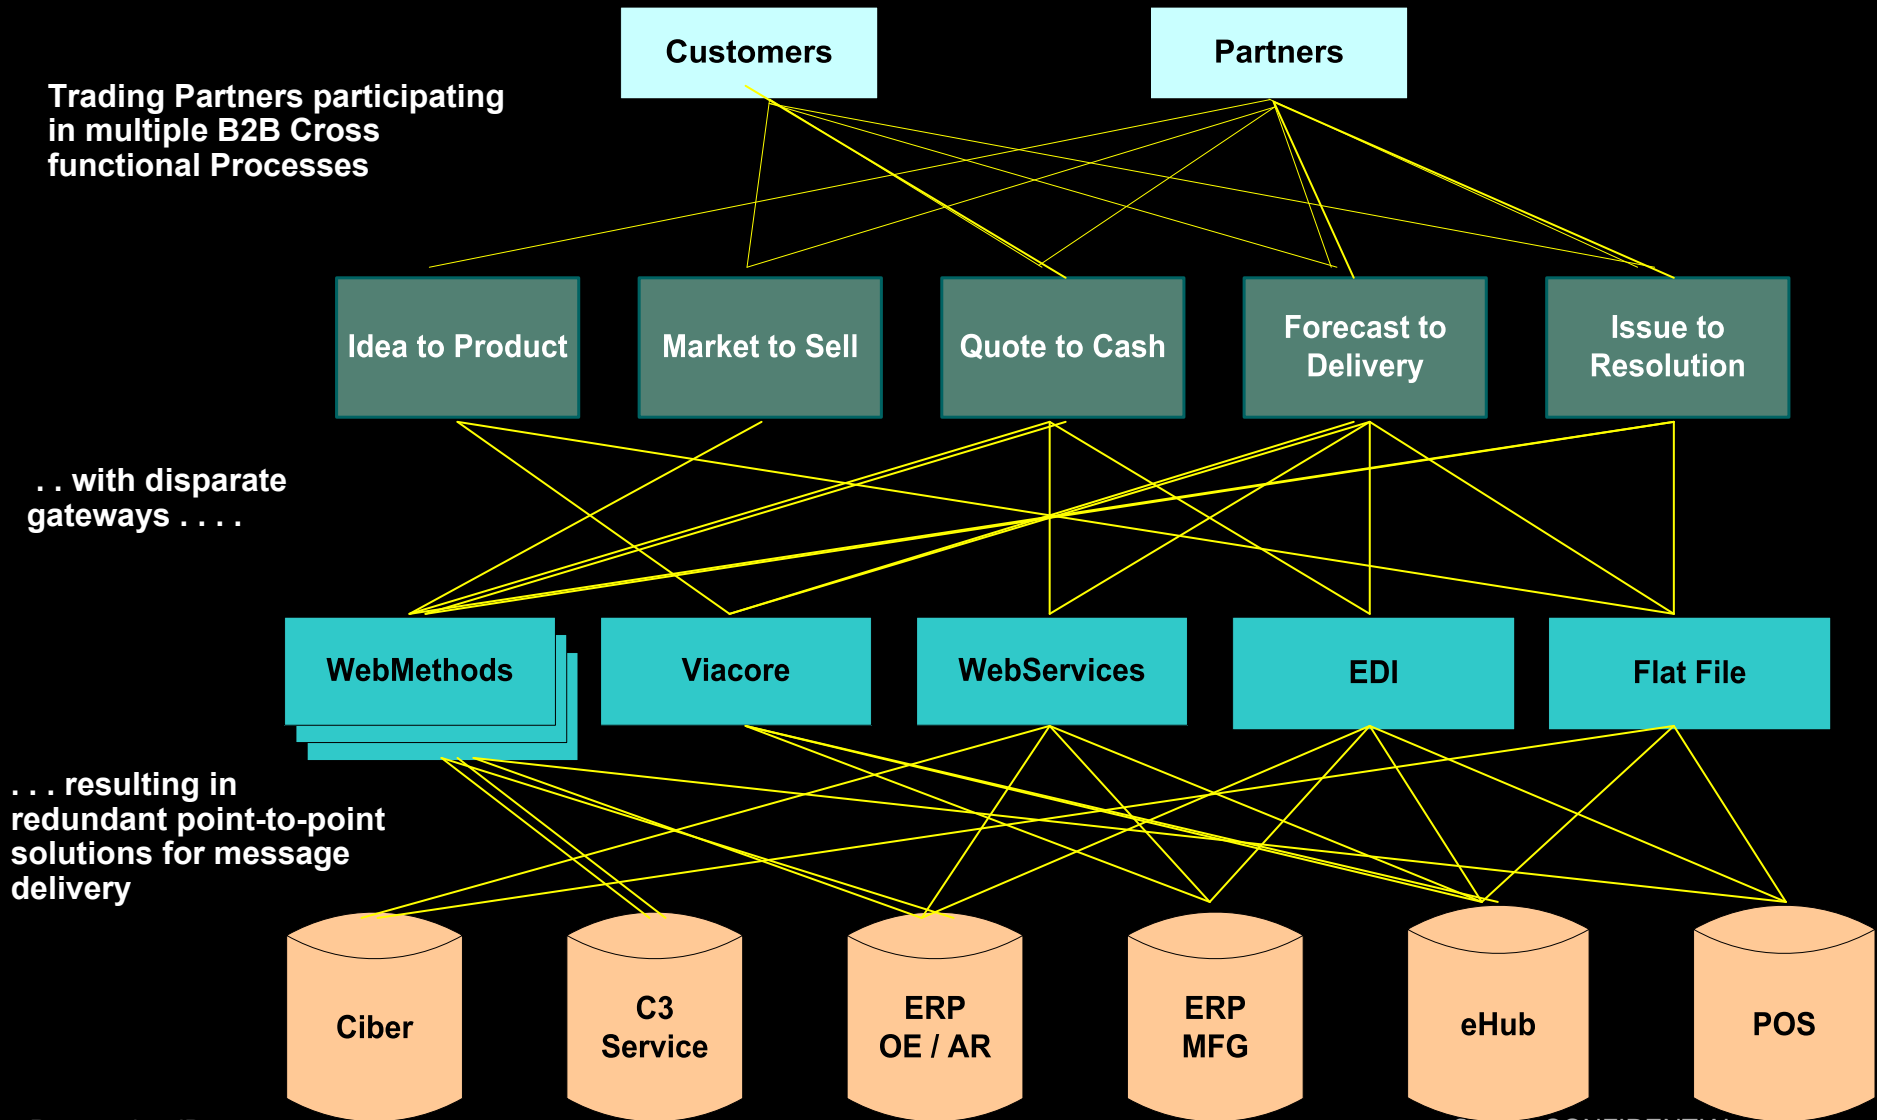 Customers
Partners
Trading Partners participating
in multiple B2B Cross
functional Processes
Idea to Product
Market to Sell
Quote to Cash
Forecast to
Delivery
Issue to
Resolution
. . with disparate
gateways . . . .
WebMethods
Viacore
WebServices
EDI
Flat File
. . . resulting in
redundant point-to-point
solutions for message
delivery
Ciber
C3
Service
ERP
OE / AR
ERP
MFG
eHub
POS